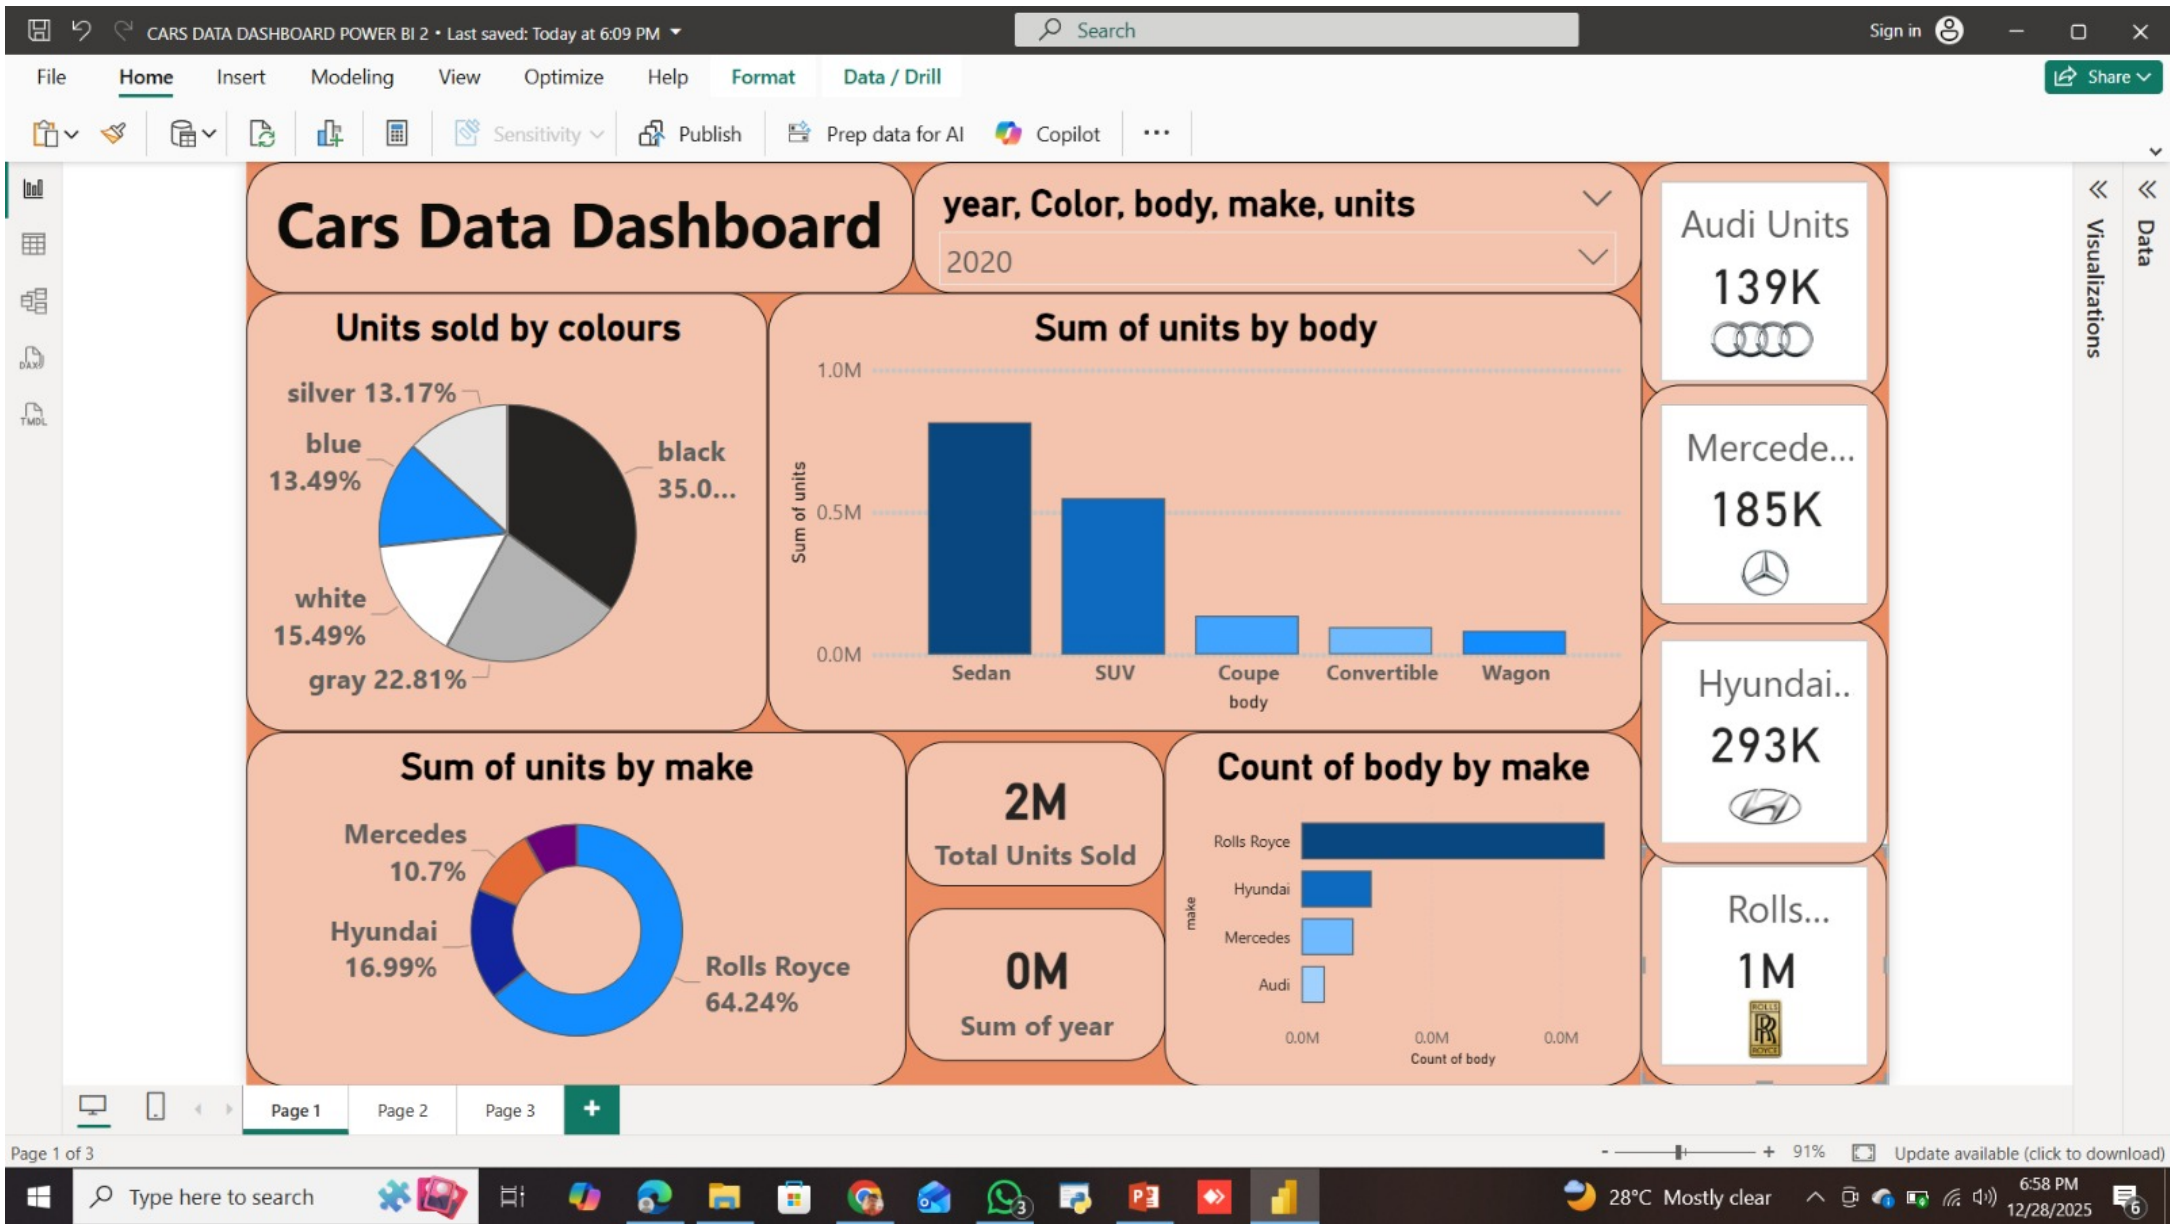 CARS DATA DASHBOARD POWER BI 2 • Last saved: Today at 6:09 PM
Search
Sign in
File Home Insert Modeling View Optimize Help Format Data / Drill
Share
Sensitivity
Publish
Prep data for AI
Copilot
...
DAX
TMDL
Cars Data Dashboard
year, Color, body, make, units
2020
Audi Units
139K
Mercede...
185K
Hyundai..
293K
Rolls...
1M
ROLLS
RR
ROYCE
Visualizations
Data
Units sold by colours
silver 13.17%
blue
13.49%
black
35.0...
white
15.49%
gray 22.81%
Sum of units by body
1.0M
0.5M
0.0M
Sum of units
Sedan SUV Coupe Convertible Wagon
body
Sum of units by make
Mercedes
10.7%
Hyundai
16.99%
Rolls Royce
64.24%
2M
Total Units Sold
0M
Sum of year
Count of body by make
make
Rolls Royce
Hyundai
Mercedes
Audi
0.0M 0.0M 0.0M
Count of body
Page 1 Page 2 Page 3 +
Page 1 of 3
- + 91%
Update available (click to download)
Type here to search
3
28°C Mostly clear
6:58 PM
12/28/2025
6